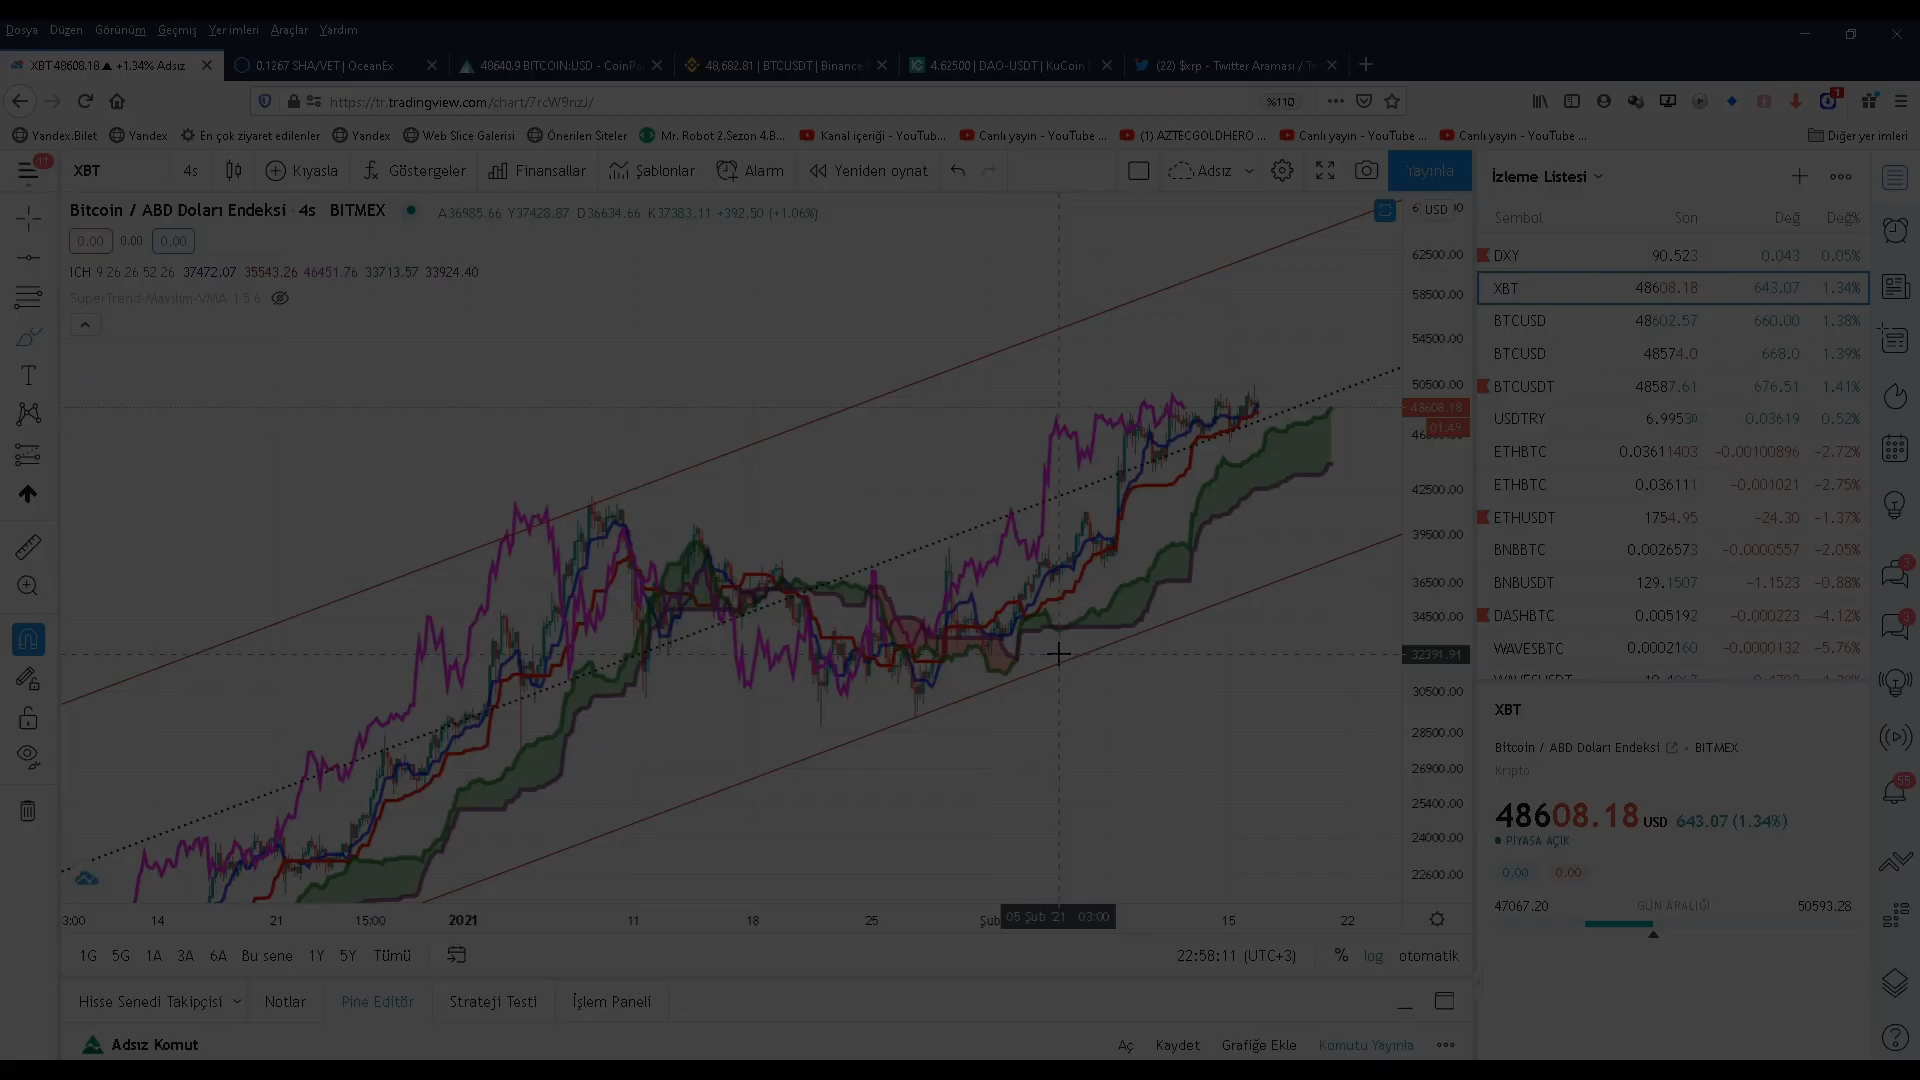 Dosya Düzen Görünüm Geçmiş Yer imleri Araçlar Yardım
XBT 48608.18 ▲ +1.34% Adsız
0.1267 SHA/VET | OceanEx
48640.9 BITCOIN:USD - CoinPa
48,682.81 | BTCUSDT | Binance
4.62500 | DAO-USDT | KuCoin
(22) $xrp - Twitter Araması / Tw
https://tr.tradingview.com/chart/7rcW9nzJ/
%110
1
Yandex.Bilet Yandex En çok ziyaret edilenler Yandex Web Slice Galerisi Önerilen Siteler Mr. Robot 2.Sezon 4.B... Kanal içeriği - YouTub... Canlı yayın - YouTube ... (1) AZTECGOLDHERO ... Canlı yayın - YouTube ... Canlı yayın - YouTube ... Diğer yer imleri
11
XBT 4s Kıyasla Göstergeler Finansallar Şablonlar Alarm Yeniden oynat Adsız Yayınla
Bitcoin / ABD Doları Endeksi · 4s BITMEX A36985.66 Y37428.87 D36634.66 K37383.11 +392.50 (+1.06%)
0.00 0.00 0.00
ICH 9 26 26 52 26 37472.07 35543.26 46451.76 33713.57 33924.40
SuperTrend-Mavilim-VMA 1 5 6
USD
62500.00
58500.00
54500.00
50500.00
48608.18
01:49
42500.00
39500.00
36500.00
34500.00
32391.91
30500.00
28500.00
26900.00
25400.00
24000.00
22600.00
3:00 14 21 15:00 2021 11 18 25 Şub 05 Şub '21 03:00 15 22
1G 5G 1A 3A 6A Bu sene 1Y 5Y Tümü 22:58:11 (UTC+3) % log otomatik
Hisse Senedi Takipçisi Notlar Pine Editör Strateji Testi İşlem Paneli
Adsız Komut Aç Kaydet Grafiğe Ekle Komutu Yayınla
İzleme Listesi
Sembol Son Değ Değ%
DXY 90.523 0.043 0.05%
XBT 48608.18 643.07 1.34%
BTCUSD 48602.57 660.00 1.38%
BTCUSD 48574.0 668.0 1.39%
BTCUSDT 48587.61 676.51 1.41%
USDTRY 6.99530 0.03619 0.52%
ETHBTC 0.03611403 -0.00100896 -2.72%
ETHBTC 0.036111 -0.001021 -2.75%
ETHUSDT 1754.95 -24.30 -1.37%
BNBBTC 0.0026573 -0.0000557 -2.05%
BNBUSDT 129.1507 -1.1523 -0.88%
DASHBTC 0.005192 -0.000223 -4.12%
WAVESBTC 0.0002160 -0.0000132 -5.76%
XBT
Bitcoin / ABD Doları Endeksi - BITMEX
Kripto
48608.18 USD 643.07 (1.34%)
PİYASA AÇIK
0.00 0.00
47067.20 GÜN ARALIĞI 50593.28
3
3
55